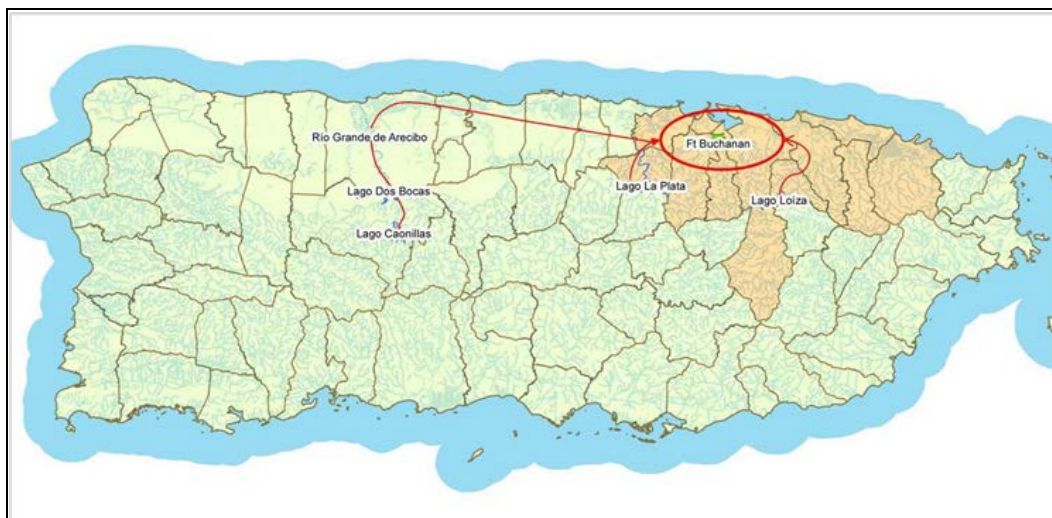 Río Grande de Arecibo
Ft Buchanan
Lago Dos Bocas
Lago La Plata
Lago Loíza
Lago Caonillas